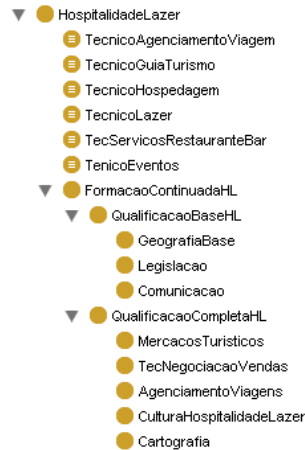 HospitalidadeLazer
TecnicoAgenciamentoViagem
TecnicoGuiaTurismo
TecnicoHospedagem
TecnicoLazer
TecServicosRestauranteBar
TenicoEventos
FormacaoContinuadaHL
QualificacaoBaseHL
GeografiaBase
Legislacao
Comunicacao
QualificacaoCompletaHL
MercacosTuristicos
TecNegociacaoVendas
AgenciamentoViagens
CulturaHospitalidadeLazer
Cartografia